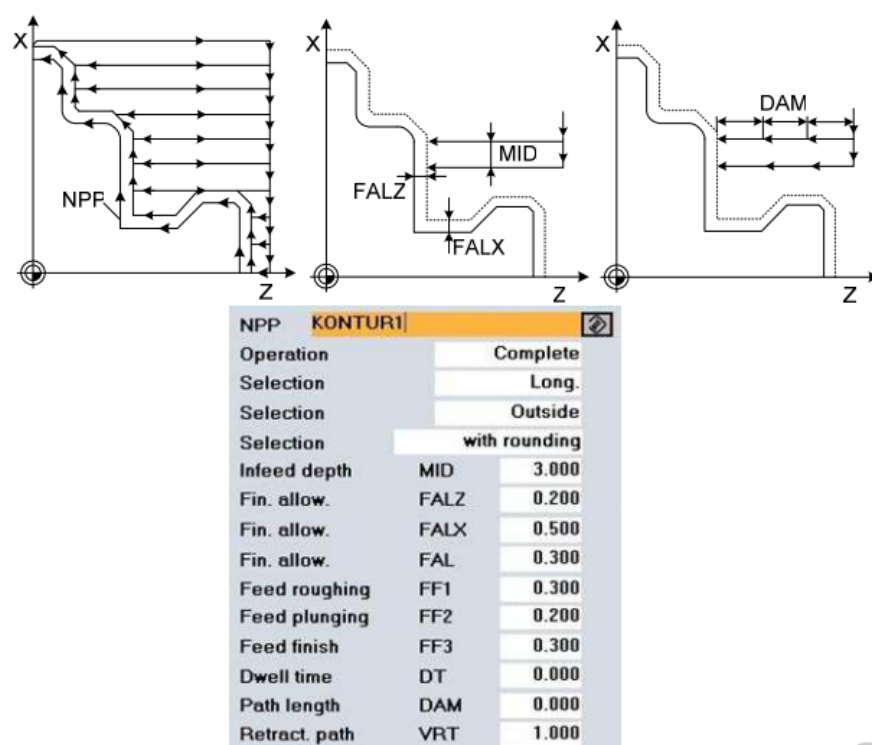 X
NPP
Z
X
MID
FALZ
FALX
Z
X
DAM
Z
NPP KONTUR1
Operation Complete
Selection Long.
Selection Outside
Selection with rounding
Infeed depth MID 3.000
Fin. allow. FALZ 0.200
Fin. allow. FALX 0.500
Fin. allow. FAL 0.300
Feed roughing FF1 0.300
Feed plunging FF2 0.200
Feed finish FF3 0.300
Dwell time DT 0.000
Path length DAM 0.000
Retract. path VRT 1.000